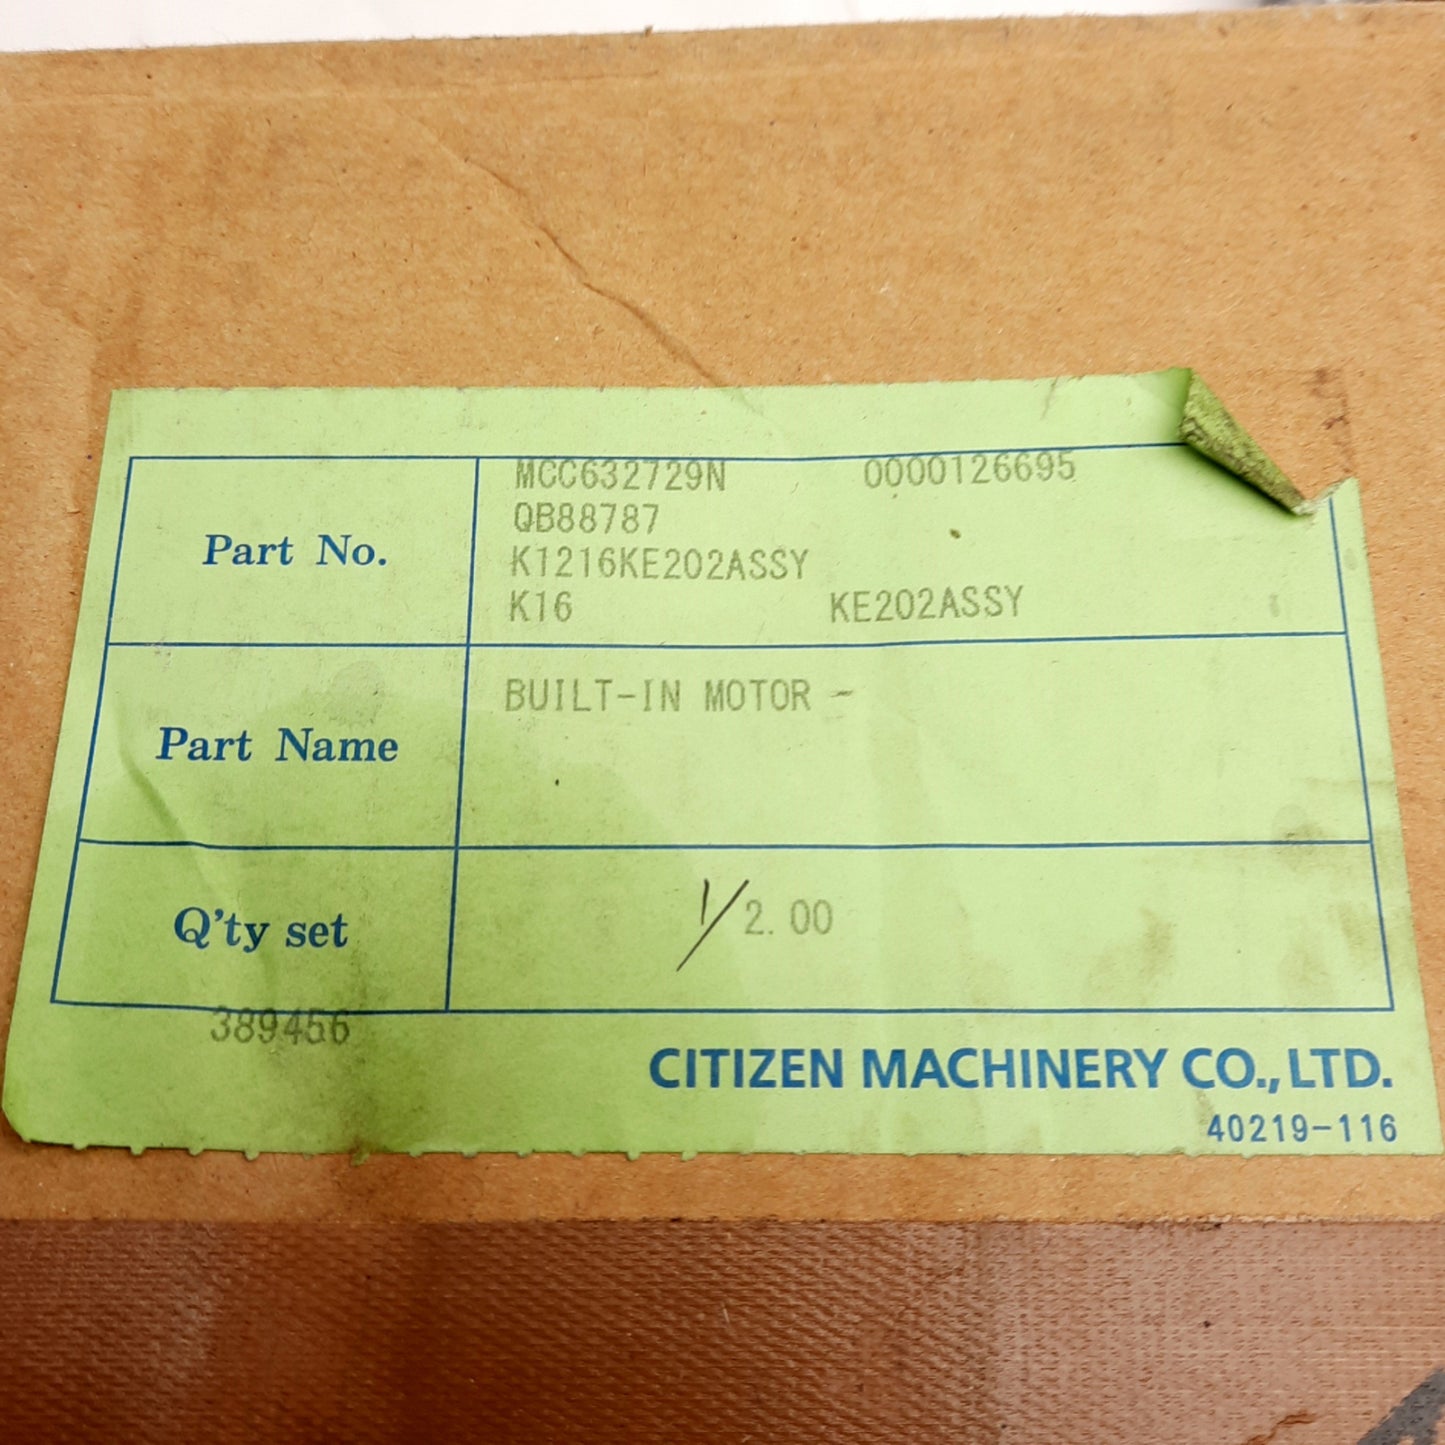 MCC632729N 0000126695
QB88787
Part No.
K1216KE202ASSY
K16 KE202ASSY
Part Name
BUILT-IN MOTOR -
Q'ty set
1/2.00
389456
CITIZEN MACHINERY CO.,LTD.
40219-116